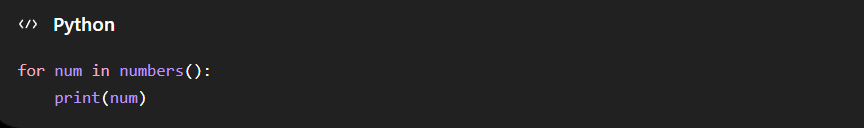 </> Python
for num in numbers():
    print(num)